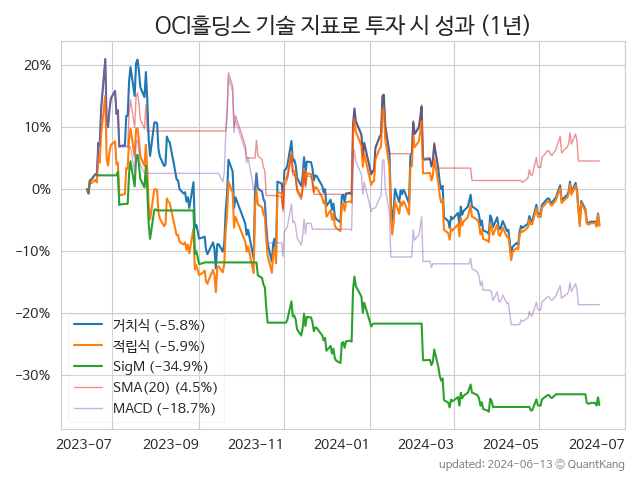 OCI홀딩스 기술 지표로 투자 시 성과 (1년)
20%
10%
0%
−10%
−20%
−30%
거치식 (−5.8%)
적립식 (−5.9%)
SigM (−34.9%)
SMA(20) (4.5%)
MACD (−18.7%)
2023-07 2023-09 2023-11 2024-01 2024-03 2024-05 2024-07
updated: 2024-06-13 ⓒ QuantKang